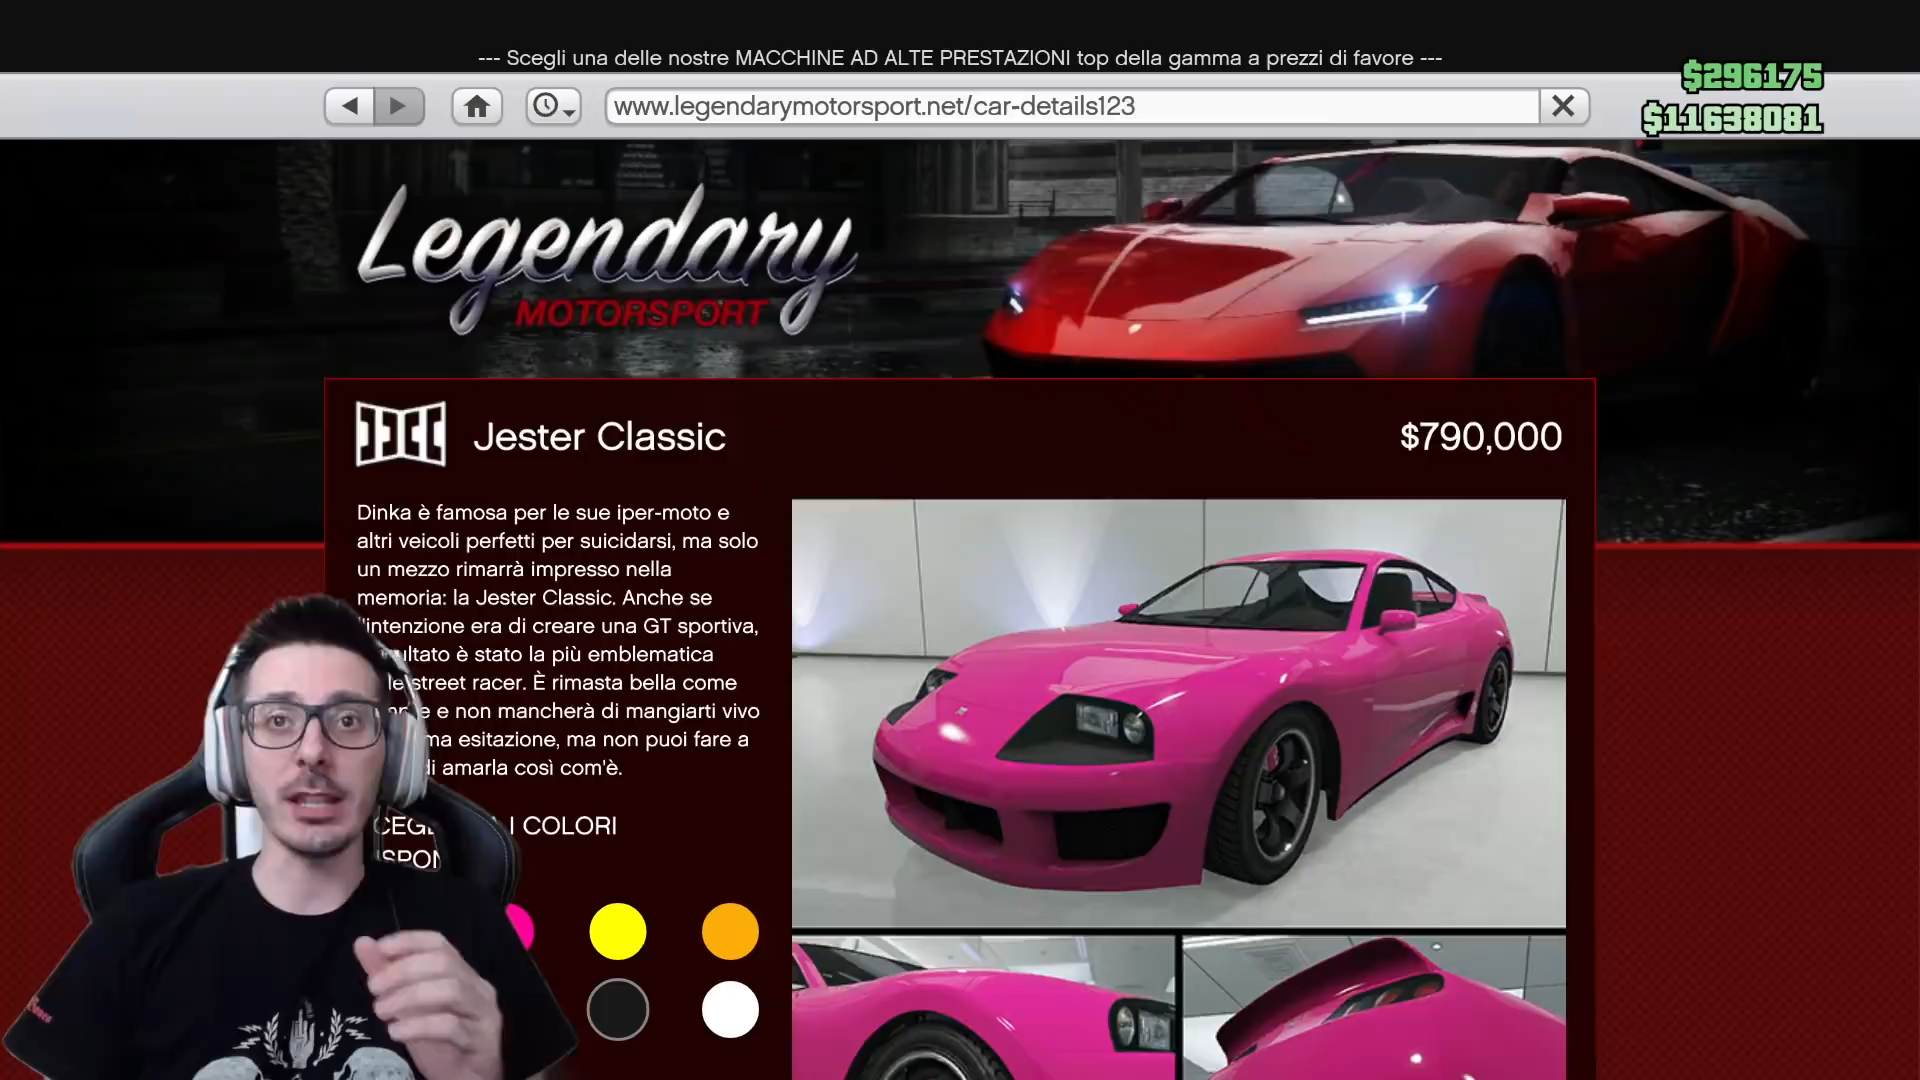 --- Scegli una delle nostre MACCHINE AD ALTE PRESTAZIONI top della gamma a prezzi di favore ---
$296175
www.legendarymotorsport.net/car-details123
$11638081
Legendary
MOTORSPORT
Jester Classic
$790,000
Dinka è famosa per le sue iper-moto e
altri veicoli perfetti per suicidarsi, ma solo
un mezzo rimarrà impresso nella
memoria: la Jester Classic. Anche se
l'intenzione era di creare una GT sportiva,
è stato la più emblematica
street racer. È rimasta bella come
e non mancherà di mangiarti vivo
esitazione, ma non puoi fare a
di amarla così com'è.
I COLORI